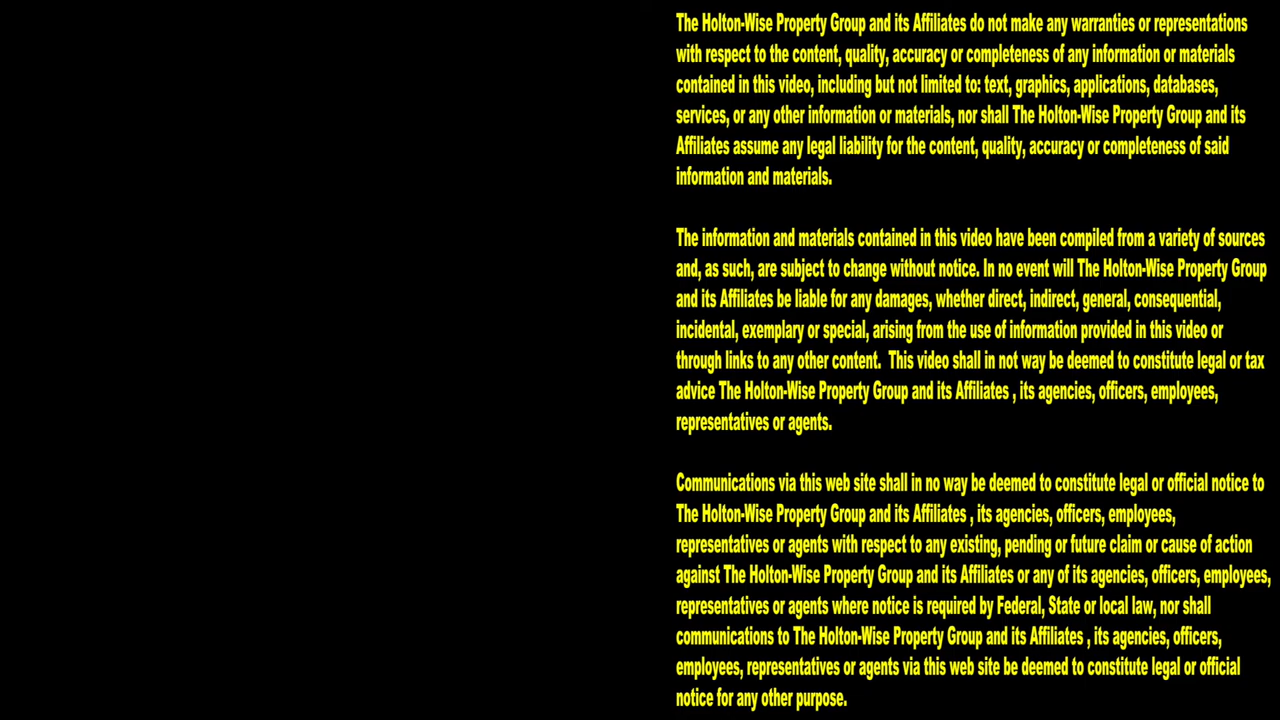 The Holton-Wise Property Group and its Affiliates do not make any warranties or representations
with respect to the content, quality, accuracy or completeness of any information or materials
contained in this video, including but not limited to: text, graphics, applications, databases,
services, or any other information or materials, nor shall The Holton-Wise Property Group and its
Affiliates assume any legal liability for the content, quality, accuracy or completeness of said
information and materials.
The information and materials contained in this video have been compiled from a variety of sources
and, as such, are subject to change without notice. In no event will The Holton-Wise Property Group
and its Affiliates be liable for any damages, whether direct, indirect, general, consequential,
incidental, exemplary or special, arising from the use of information provided in this video or
through links to any other content.  This video shall in not way be deemed to constitute legal or tax
advice The Holton-Wise Property Group and its Affiliates , its agencies, officers, employees,
representatives or agents.
Communications via this web site shall in no way be deemed to constitute legal or official notice to
The Holton-Wise Property Group and its Affiliates , its agencies, officers, employees,
representatives or agents with respect to any existing, pending or future claim or cause of action
against The Holton-Wise Property Group and its Affiliates or any of its agencies, officers, employees,
representatives or agents where notice is required by Federal, State or local law, nor shall
communications to The Holton-Wise Property Group and its Affiliates , its agencies, officers,
employees, representatives or agents via this web site be deemed to constitute legal or official
notice for any other purpose.